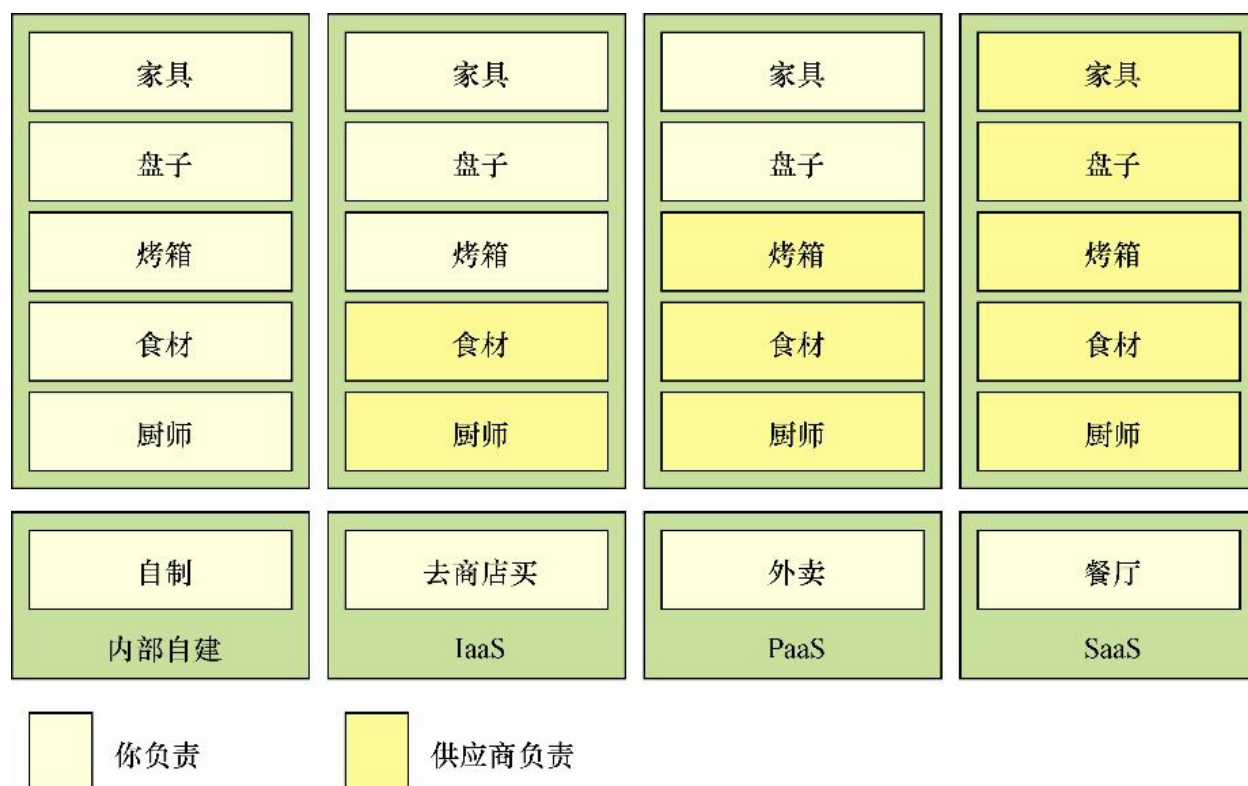 家具 家具 家具 家具
盘子 盘子 盘子 盘子
烤箱 烤箱 烤箱 烤箱
食材 食材 食材 食材
厨师 厨师 厨师 厨师
自制 去商店买 外卖 餐厅
内部自建 IaaS PaaS SaaS
你负责 供应商负责